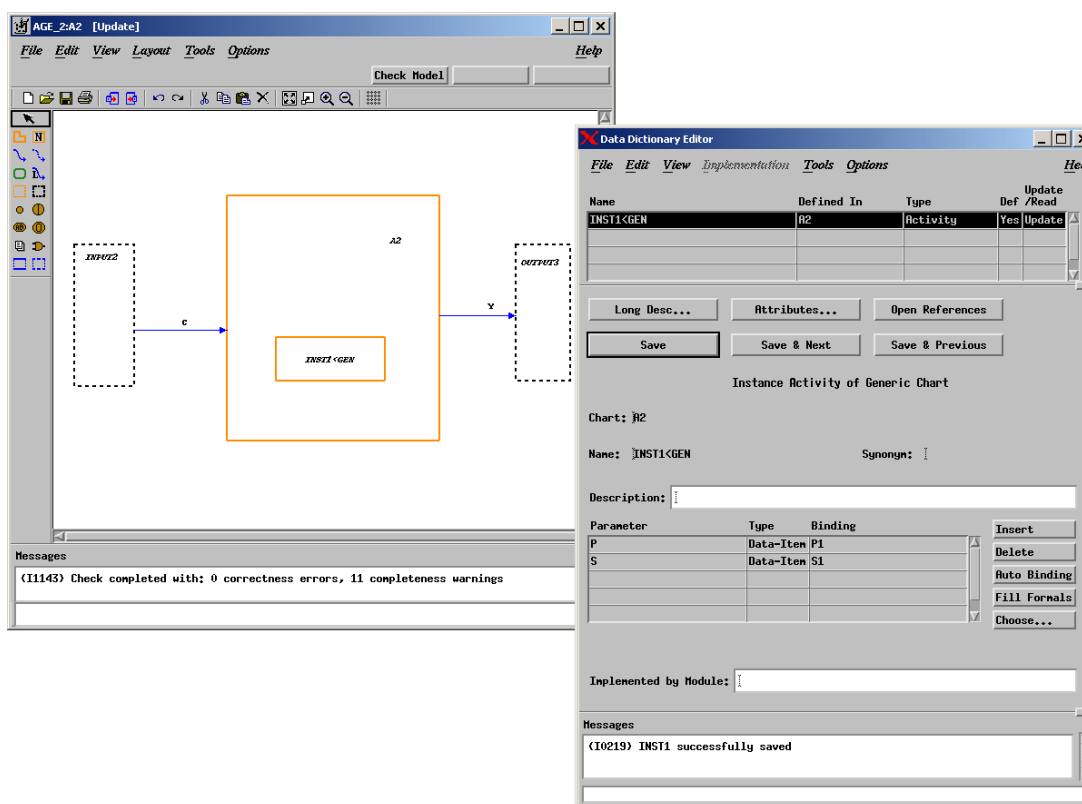 AGE_2:A2 [Update]
File Edit View Layout Tools Options Help
Check Model
N
A2
INPUT2
OUTPUT3
C
Y
INST1<GEN
Messages
(I1143) Check completed with: 0 correctness errors, 11 completeness warnings
Data Dictionary Editor
File Edit View Implementation Tools Options He
Name Defined In Type Def Update/Read
INST1<GEN A2 Activity Yes Update
Long Desc... Attributes... Open References
Save Save & Next Save & Previous
Instance Activity of Generic Chart
Chart: A2
Name: INST1<GEN Synonym:
Description:
Parameter Type Binding
P Data-Item P1
S Data-Item S1
Insert
Delete
Auto Binding
Fill Formals
Choose...
Implemented by Module:
Messages
(I0219) INST1 successfully saved